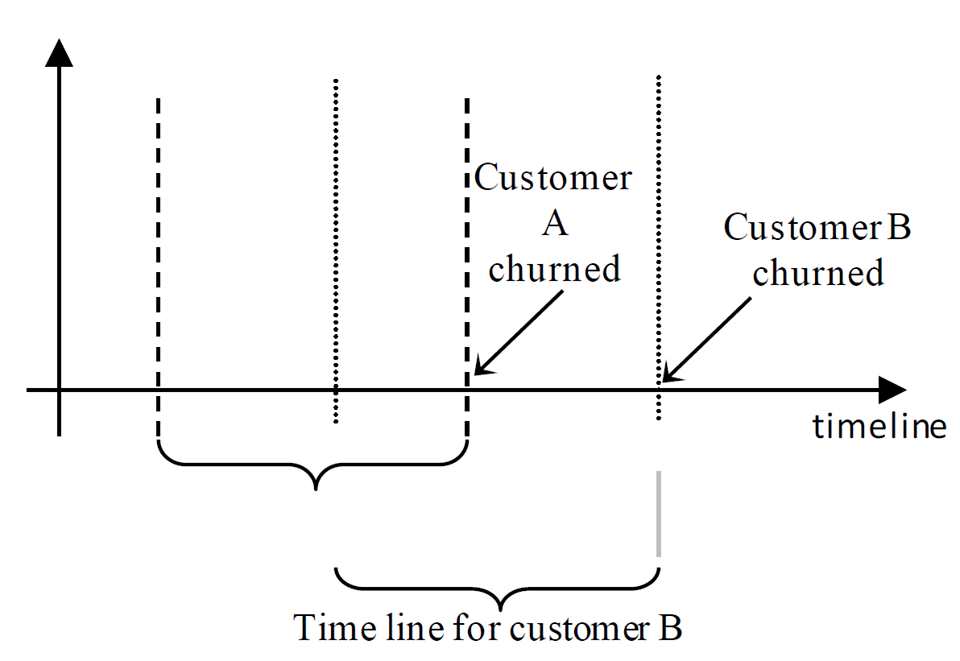 Customer
A
churned
Customer B
churned
timeline
Time line for customer B